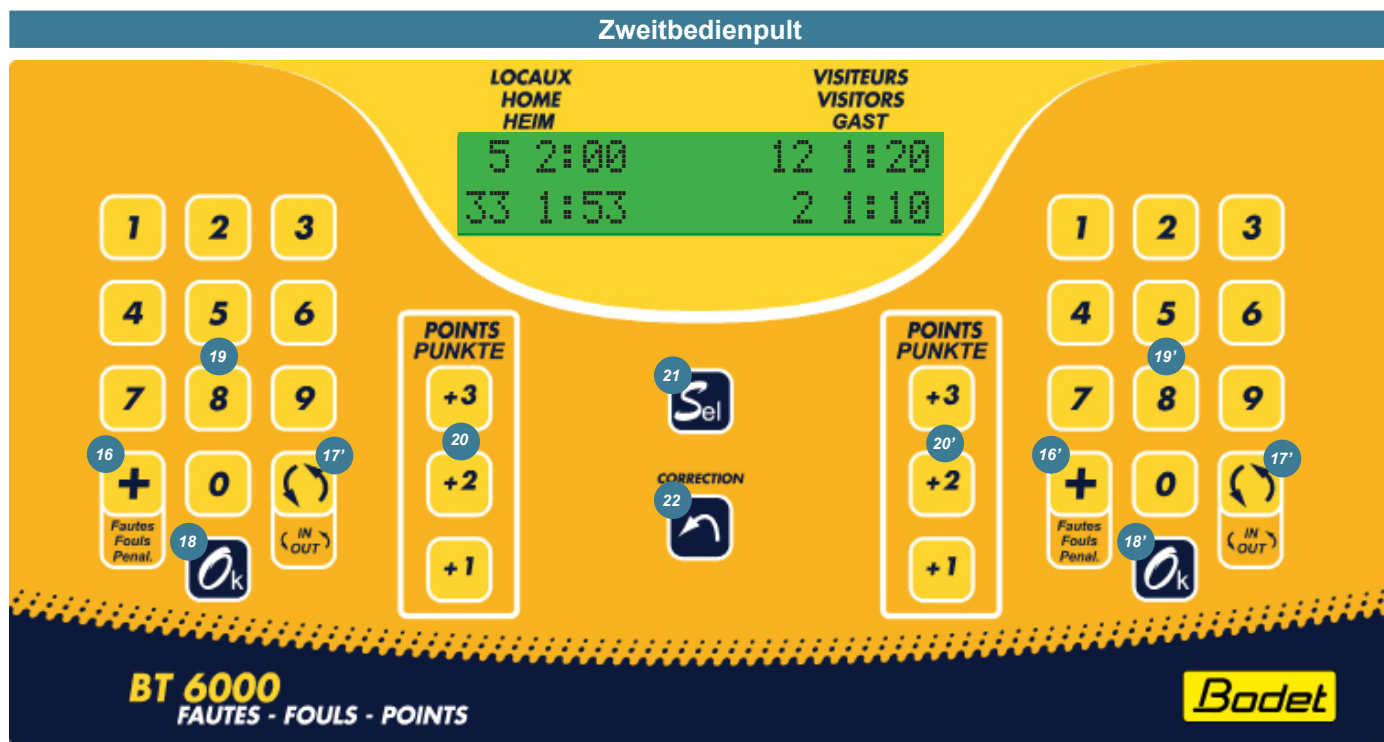 Zweitbedienpult
LOCAUX
HOME
HEIM
VISITEURS
VISITORS
GAST
5 2:00 12 1:20
33 1:53 2 1:10
1 2 3
4 5 6
19
7 8 9
16 17'
+ 0
Fautes
Fouls
Penal.
IN
OUT
18
Ok
POINTS
PUNKTE
+3
20
+2
+1
21
Sel
CORRECTION
22
POINTS
PUNKTE
+3
20'
+2
+1
1 2 3
4 5 6
19'
7 8 9
16' 17'
+ 0
Fautes
Fouls
Penal.
IN
OUT
18'
Ok
BT 6000
FAUTES - FOULS - POINTS
Bodet